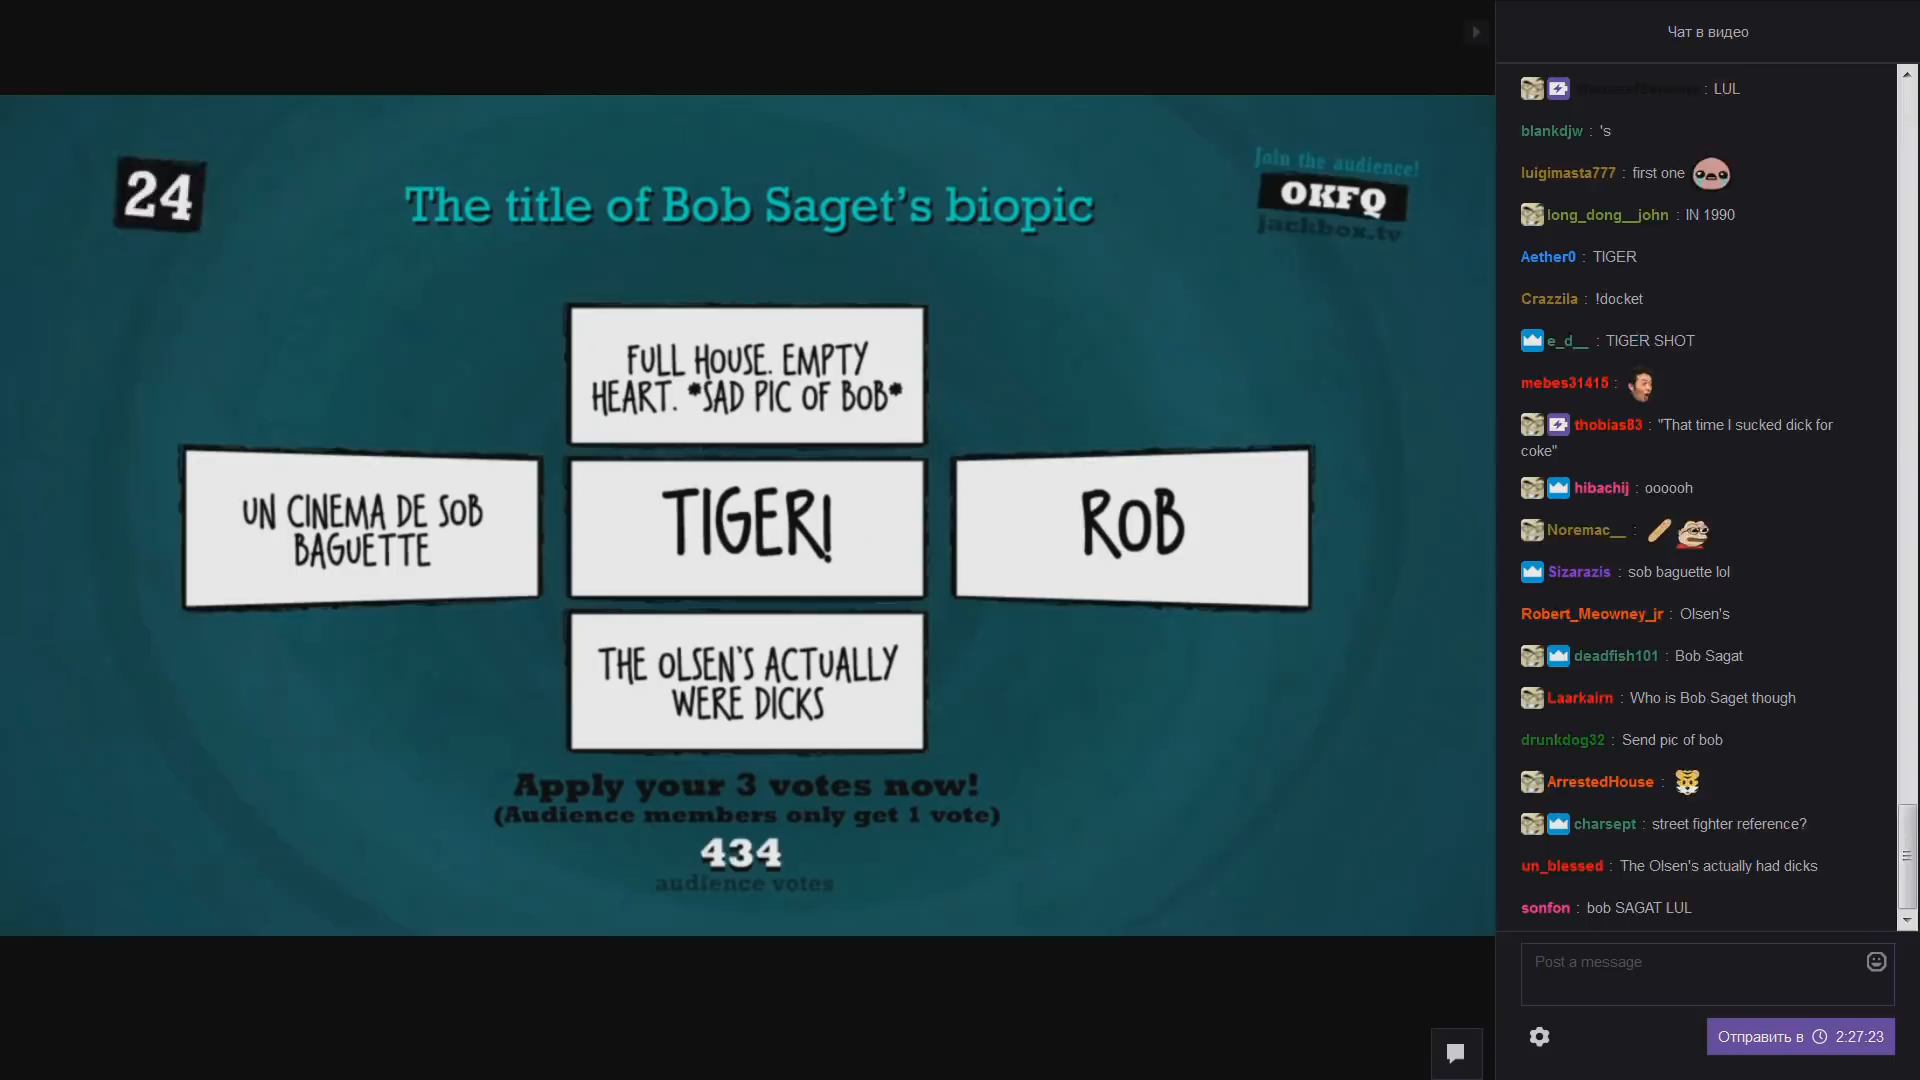 24
The title of Bob Saget's biopic
Join the audience!
OKFQ
jackbox.tv
FULL HOUSE. EMPTY
HEART. *SAD PIC OF BOB*
UN CINEMA DE SOB
BAGUETTE
TIGER!
ROB
THE OLSEN'S ACTUALLY
WERE DICKS
Apply your 3 votes now!
(Audience members only get 1 vote)
434
audience votes
Чат в видео
: LUL
blankdjw : 's
luigimasta777 : first one
long_dong__john : IN 1990
Aether0 : TIGER
Crazzila : !docket
e_d__ : TIGER SHOT
mebes31415 :
thobias83 : "That time I sucked dick for
coke"
hibachij : oooooh
Noremac__ :
Sizarazis : sob baguette lol
Robert_Meowney_jr : Olsen's
deadfish101 : Bob Sagat
Laarkairn : Who is Bob Saget though
drunkdog32 : Send pic of bob
ArrestedHouse :
charsept : street fighter reference?
un_blessed : The Olsen's actually had dicks
sonfon : bob SAGAT LUL
Post a message
Отправить в 2:27:23